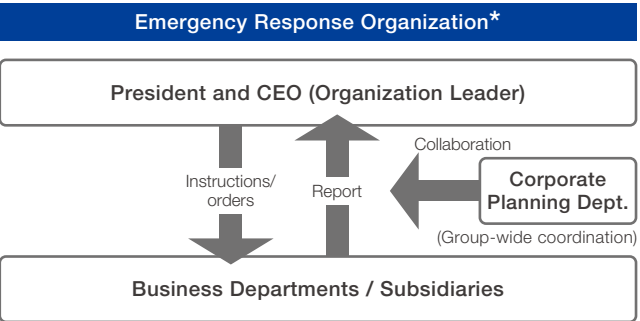 Emergency Response Organization*
President and CEO (Organization Leader)
Collaboration
Instructions/
orders
Report
Corporate
Planning Dept.
(Group-wide coordination)
Business Departments / Subsidiaries